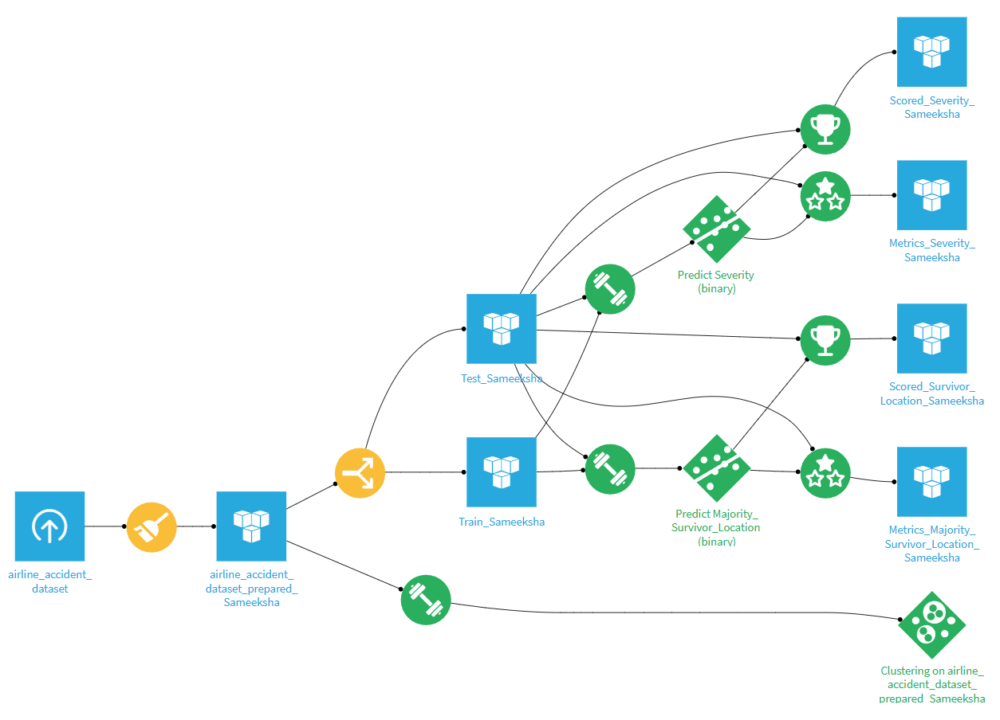 Scored_Severity_
Sameeksha
Metrics_Severity_
Sameeksha
Predict Severity
(binary)
Test_Sameeksha
Scored_Survivor_
Location_Sameeksha
Train_Sameeksha
Predict Majority_
Survivor_Location
(binary)
Metrics_Majority_
Survivor_Location_
Sameeksha
airline_accident_
dataset
airline_accident_
dataset_prepared_
Sameeksha
Clustering on airline_
accident_dataset_
prepared_Sameeksha